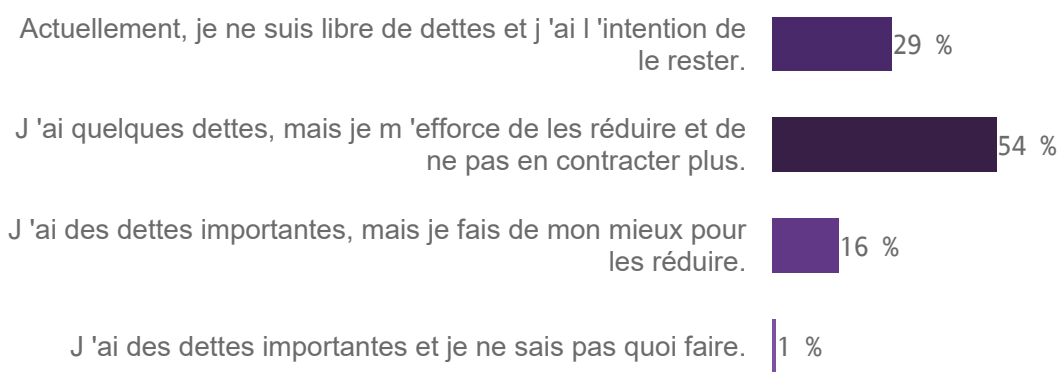 Actuellement, je ne suis libre de dettes et j 'ai l 'intention de
le rester.
29 %
J 'ai quelques dettes, mais je m 'efforce de les réduire et de
ne pas en contracter plus.
54 %
J 'ai des dettes importantes, mais je fais de mon mieux pour
les réduire.
16 %
J 'ai des dettes importantes et je ne sais pas quoi faire.
1 %